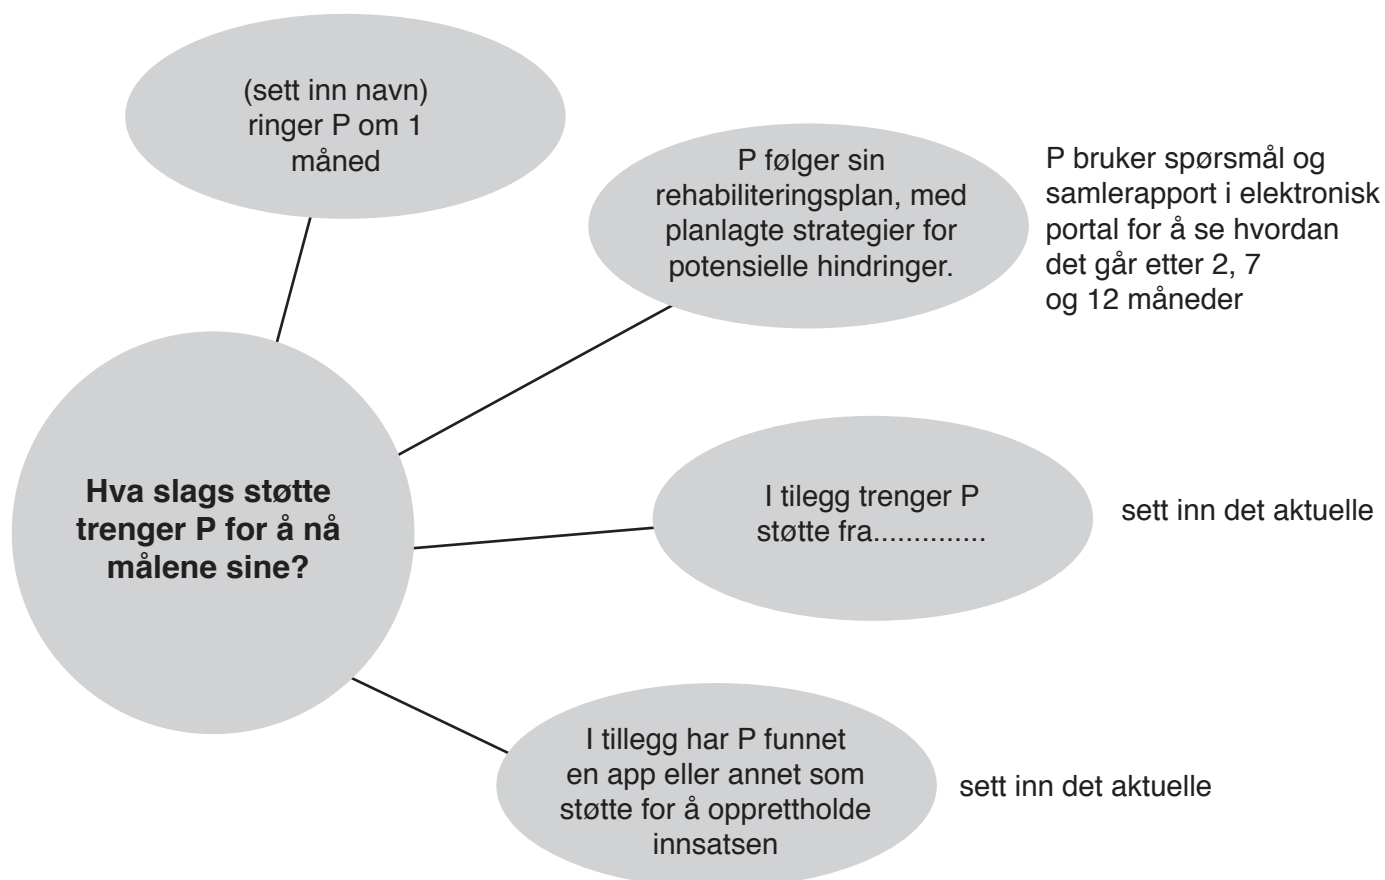 (sett inn navn)
ringer P om 1
måned
P følger sin
rehabiliteringsplan, med
planlagte strategier for
potensielle hindringer.
P bruker spørsmål og
samlerapport i elektronisk
portal for å se hvordan
det går etter 2, 7
og 12 måneder
Hva slags støtte
trenger P for å nå
målene sine?
I tilegg trenger P
støtte fra..............
sett inn det aktuelle
I tillegg har P funnet
en app eller annet som
støtte for å opprettholde
innsatsen
sett inn det aktuelle